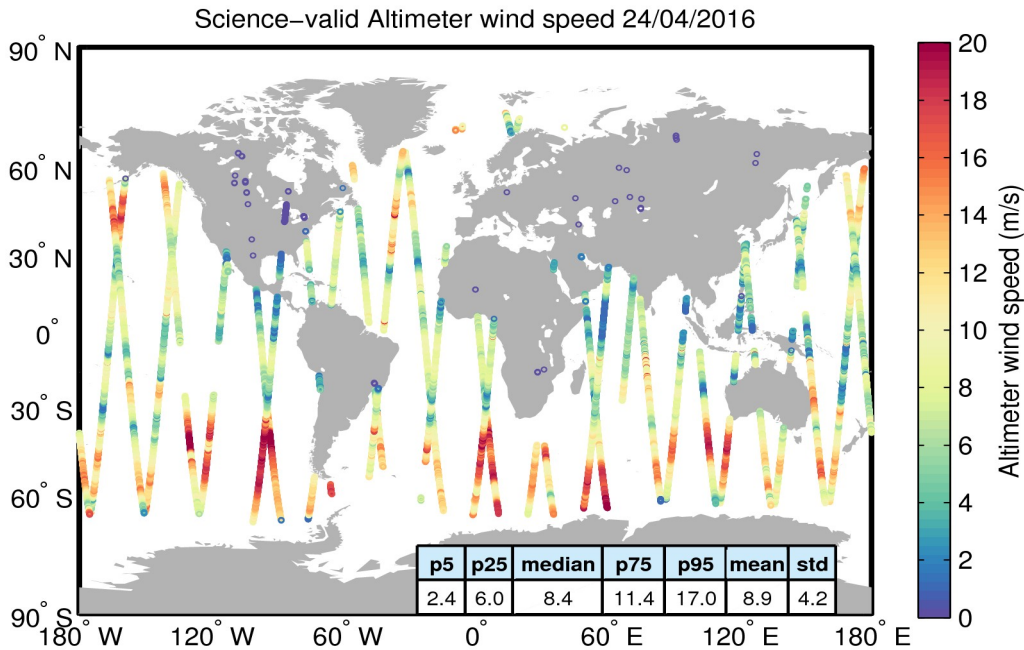 Science−valid Altimeter wind speed 24/04/2016
90° N
60° N
30° N
0°
30° S
60° S
90° S
180° W
120° W
60° W
0°
60° E
120° E
180° E
p5 p25 median p75 p95 mean std
2.4 6.0 8.4 11.4 17.0 8.9 4.2
20
18
16
14
12
10
8
6
4
2
0
Altimeter wind speed (m/s)